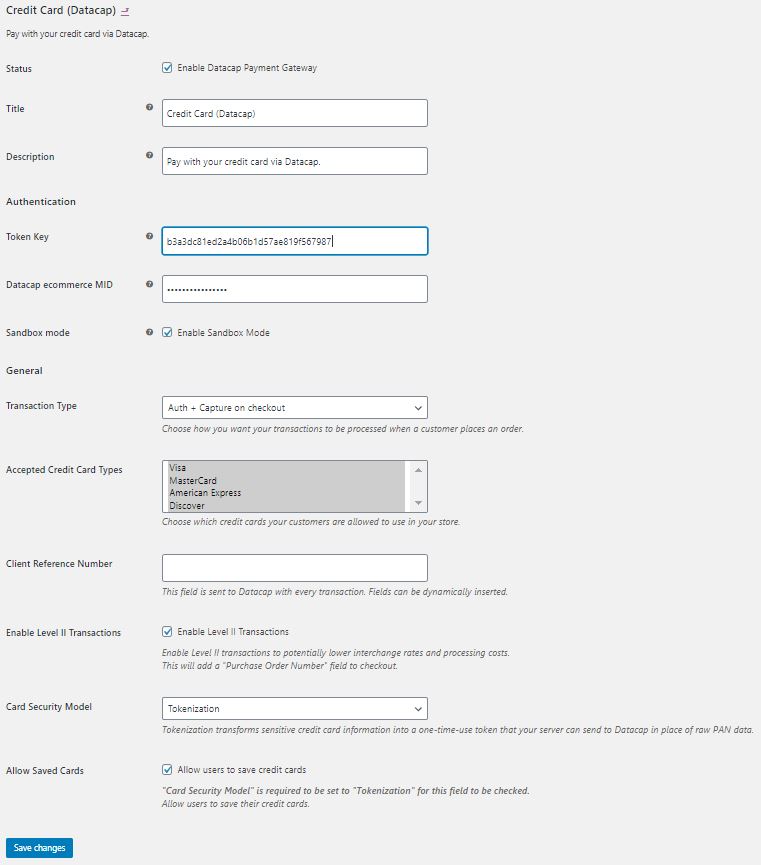 Credit Card (Datacap)
Pay with your credit card via Datacap.
Status
Enable Datacap Payment Gateway
Title
Credit Card (Datacap)
Description
Pay with your credit card via Datacap.
Authentication
Token Key
b3a3dc81ed2a4b06b1d57ae819f567987
Datacap ecommerce MID
••••••••••••••••
Sandbox mode
Enable Sandbox Mode
General
Transaction Type
Auth + Capture on checkout
Choose how you want your transactions to be processed when a customer places an order.
Accepted Credit Card Types
Visa
MasterCard
American Express
Discover
Choose which credit cards your customers are allowed to use in your store.
Client Reference Number
This field is sent to Datacap with every transaction. Fields can be dynamically inserted.
Enable Level II Transactions
Enable Level II Transactions
Enable Level II transactions to potentially lower interchange rates and processing costs.
This will add a "Purchase Order Number" field to checkout.
Card Security Model
Tokenization
Tokenization transforms sensitive credit card information into a one-time-use token that your server can send to Datacap in place of raw PAN data.
Allow Saved Cards
Allow users to save credit cards
"Card Security Model" is required to be set to "Tokenization" for this field to be checked.
Allow users to save their credit cards.
Save changes